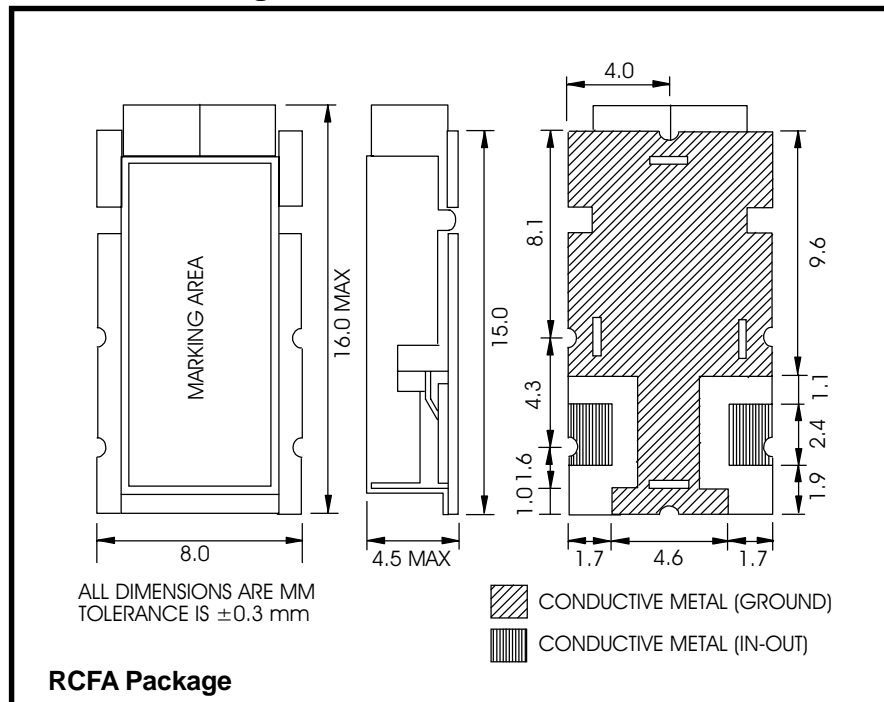 4.0
MARKING AREA
16.0 MAX
15.0
8.1
9.6
4.3
1.1
2.4
1.6
1.0
1.9
8.0
4.5 MAX
1.7
4.6
1.7
ALL DIMENSIONS ARE MM
TOLERANCE IS ±0.3 mm
CONDUCTIVE METAL (GROUND)
CONDUCTIVE METAL (IN-OUT)
RCFA Package